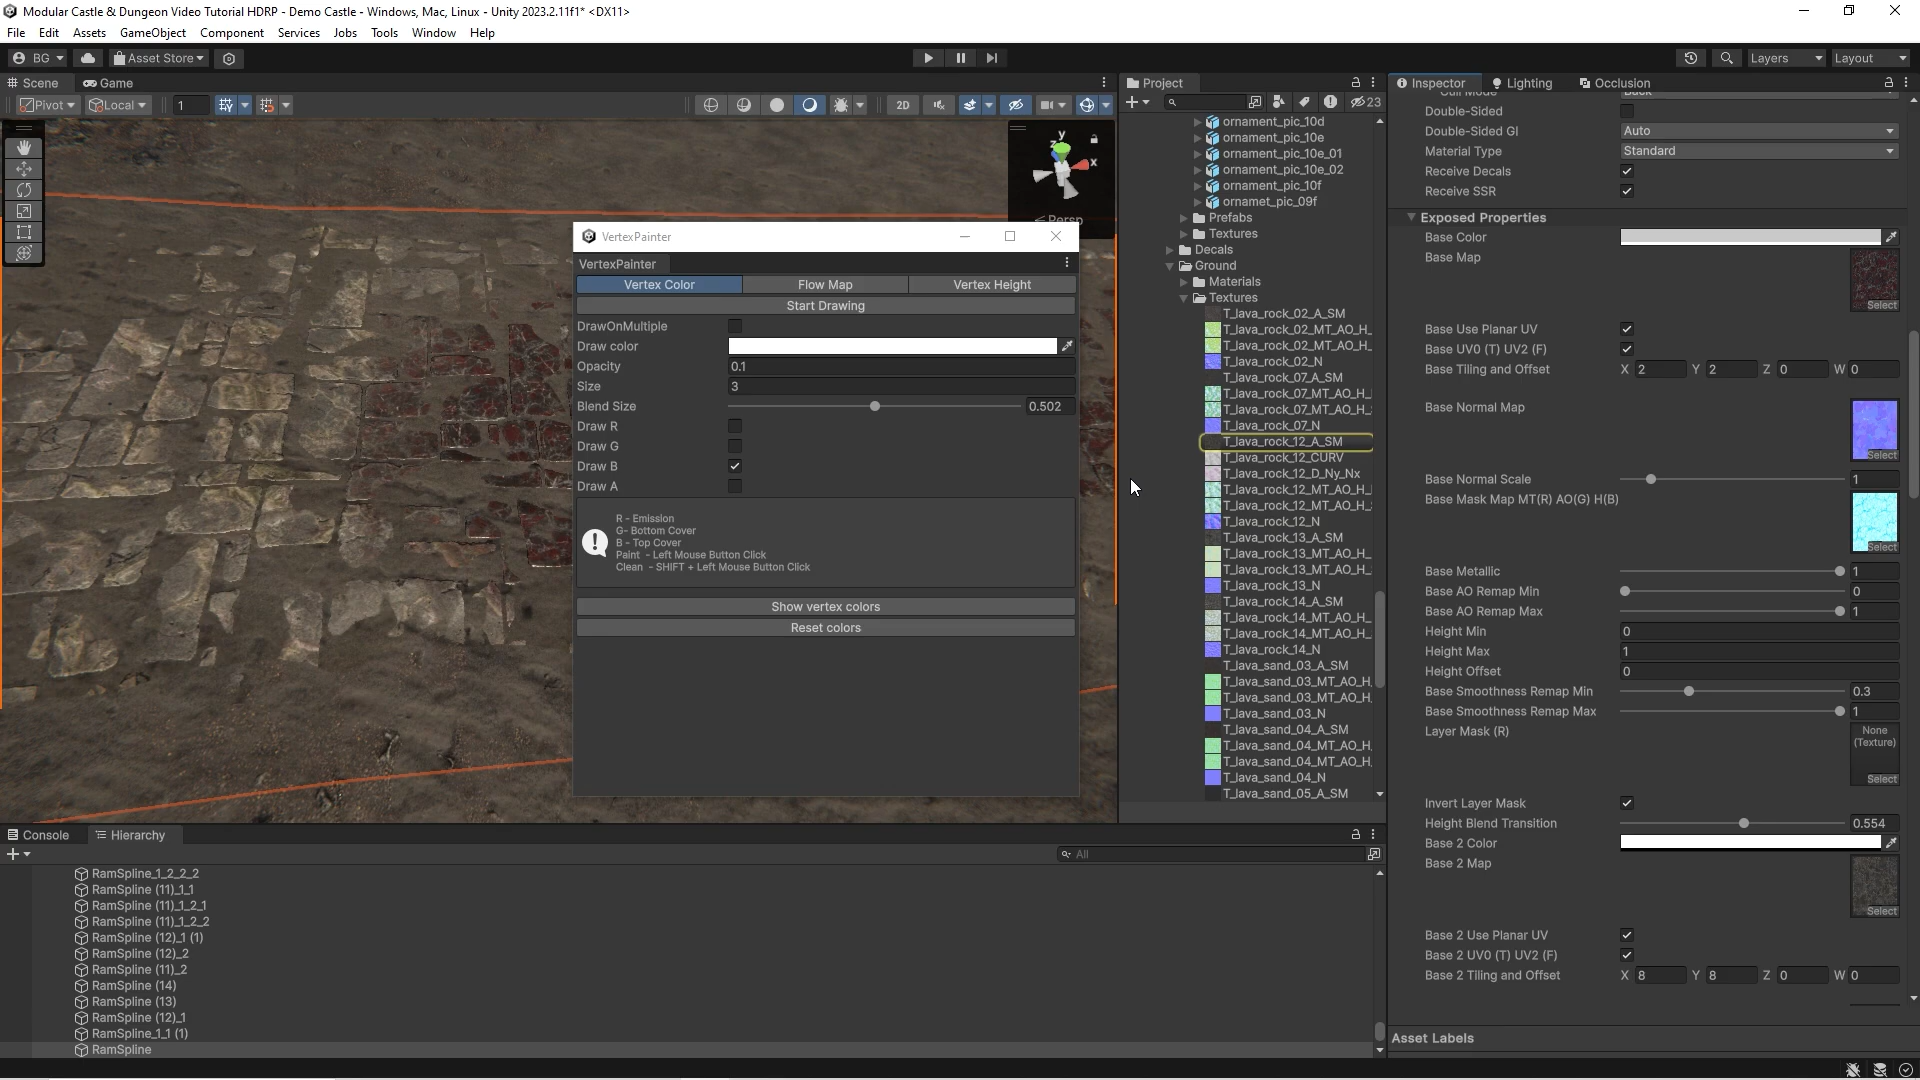 Modular Castle & Dungeon Video Tutorial HDRP - Demo Castle - Windows, Mac, Linux - Unity 2023.2.11f1* <DX11>
File Edit Assets GameObject Component Services Jobs Tools Window Help
BG Asset Store Layers Layout
Scene Game
Pivot Local 1 2D
y
x
Persp
VertexPainter
VertexPainter
Vertex Color Flow Map Vertex Height
Start Drawing
DrawOnMultiple
Draw color
Opacity 0.1
Size 3
Blend Size 0.502
Draw R
Draw G
Draw B
Draw A
R - Emission
G- Bottom Cover
B - Top Cover
Paint - Left Mouse Button Click
Clean - SHIFT + Left Mouse Button Click
Show vertex colors
Reset colors
Project
23
ornament_pic_10d
ornament_pic_10e
ornament_pic_10e_01
ornament_pic_10e_02
ornament_pic_10f
ornamet_pic_09f
Prefabs
Textures
Decals
Ground
Materials
Textures
T_lava_rock_02_A_SM
T_lava_rock_02_MT_AO_H_
T_lava_rock_02_MT_AO_H_
T_lava_rock_02_N
T_lava_rock_07_A_SM
T_lava_rock_07_MT_AO_H_
T_lava_rock_07_MT_AO_H_
T_lava_rock_07_N
T_lava_rock_12_A_SM
T_lava_rock_12_CURV
T_lava_rock_12_D_Ny_Nx
T_lava_rock_12_MT_AO_H_
T_lava_rock_12_MT_AO_H_
T_lava_rock_12_N
T_lava_rock_13_A_SM
T_lava_rock_13_MT_AO_H_
T_lava_rock_13_MT_AO_H_
T_lava_rock_13_N
T_lava_rock_14_A_SM
T_lava_rock_14_MT_AO_H_
T_lava_rock_14_MT_AO_H_
T_lava_rock_14_N
T_lava_sand_03_A_SM
T_lava_sand_03_MT_AO_H
T_lava_sand_03_MT_AO_H
T_lava_sand_03_N
T_lava_sand_04_A_SM
T_lava_sand_04_MT_AO_H
T_lava_sand_04_MT_AO_H
T_lava_sand_04_N
T_lava_sand_05_A_SM
Inspector Lighting Occlusion
Double-Sided
Double-Sided GI Auto
Material Type Standard
Receive Decals
Receive SSR
Exposed Properties
Base Color
Base Map
Select
Base Use Planar UV
Base UV0 (T) UV2 (F)
Base Tiling and Offset X 2 Y 2 Z 0 W 0
Base Normal Map
Select
Base Normal Scale 1
Base Mask Map MT(R) AO(G) H(B)
Select
Base Metallic 1
Base AO Remap Min 0
Base AO Remap Max 1
Height Min 0
Height Max 1
Height Offset 0
Base Smoothness Remap Min 0.3
Base Smoothness Remap Max 1
Layer Mask (R) None
(Texture)
Select
Invert Layer Mask
Height Blend Transition 0.554
Base 2 Color
Base 2 Map
Select
Base 2 Use Planar UV
Base 2 UV0 (T) UV2 (F)
Base 2 Tiling and Offset X 8 Y 8 Z 0 W 0
Asset Labels
Console Hierarchy
All
RamSpline_1_2_2_2
RamSpline (11)_1_1
RamSpline (11)_1_2_1
RamSpline (11)_1_2_2
RamSpline (12)_1 (1)
RamSpline (12)_2
RamSpline (11)_2
RamSpline (14)
RamSpline (13)
RamSpline (12)_1
RamSpline_1_1 (1)
RamSpline